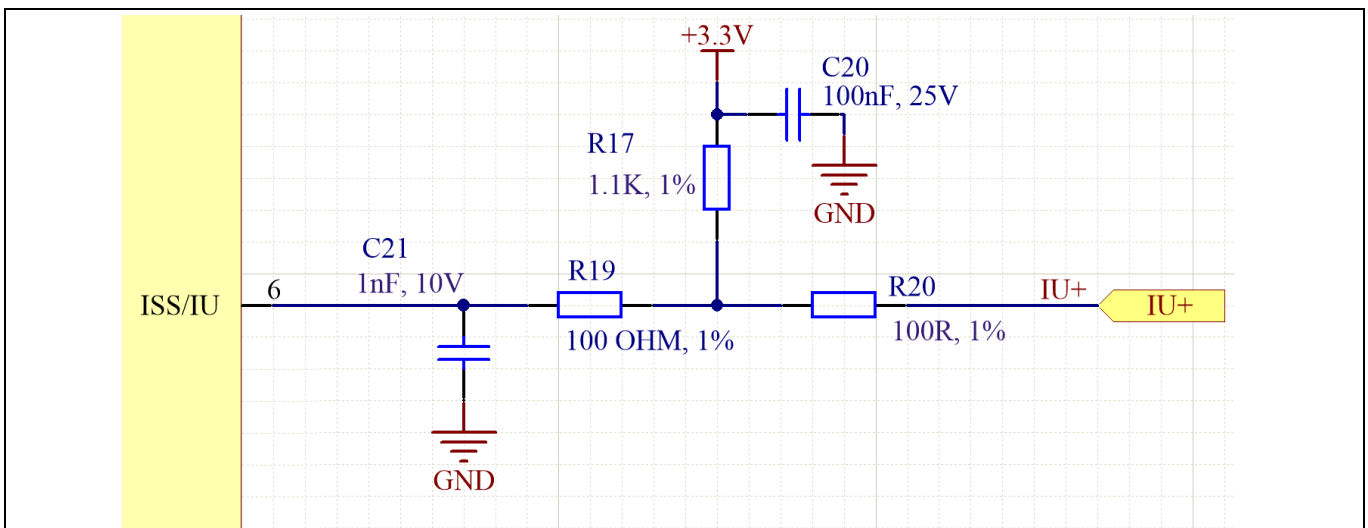 +3.3V
C20
100nF, 25V
R17
1.1K, 1%
GND
C21
1nF, 10V
R19
R20
IU+
IU+
ISS/IU
6
100 OHM, 1%
100R, 1%
GND